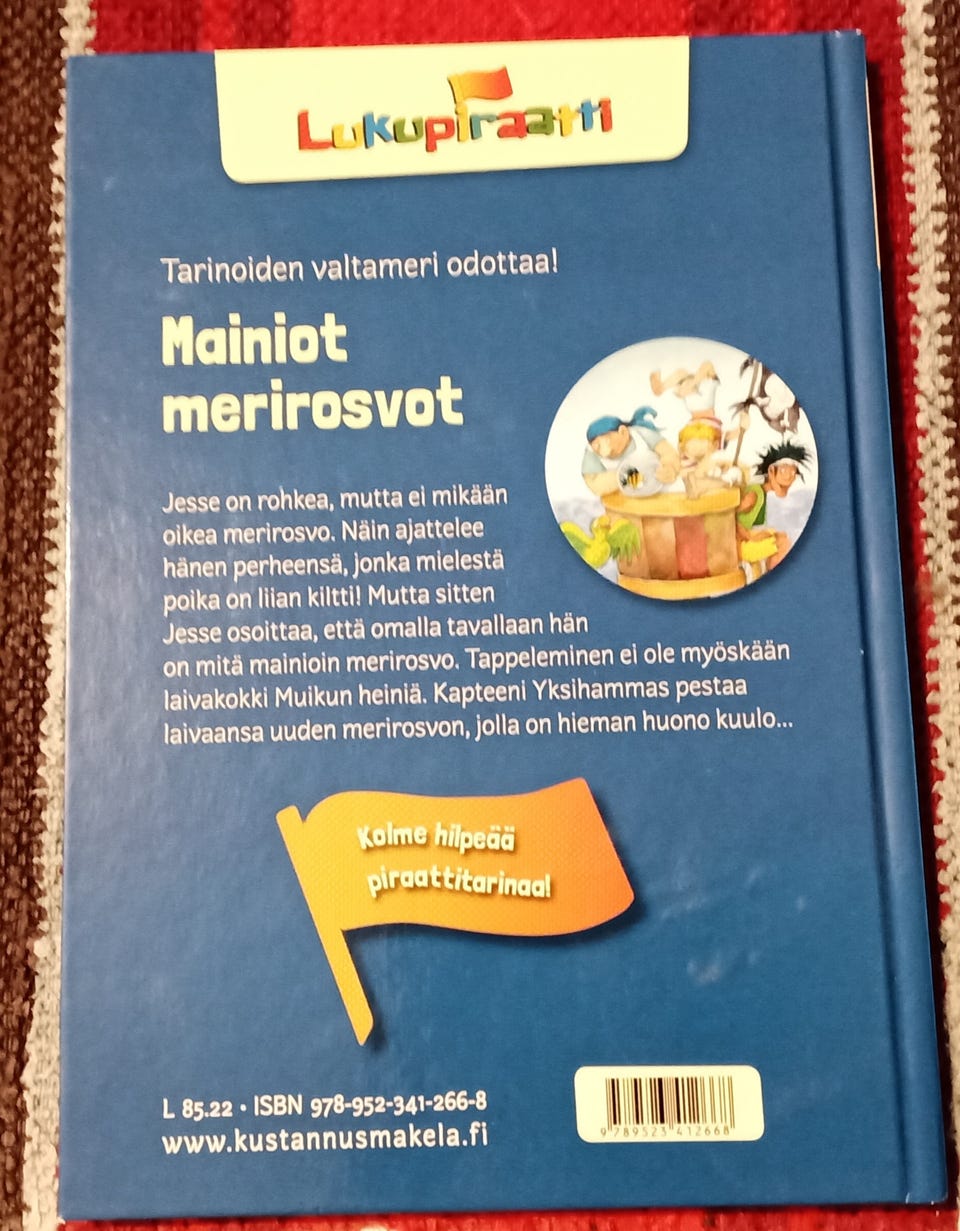 Lukupiraatti
Tarinoiden valtameri odottaa!
Mainiot
merirosvot
Jesse on rohkea, mutta ei mikään
oikea merirosvo. Näin ajattelee
hänen perheensä, jonka mielestä
poika on liian kiltti! Mutta sitten
Jesse osoittaa, että omalla tavallaan hän
on mitä mainioin merirosvo. Tappeleminen ei ole myöskään
laivakokki Muikun heiniä. Kapteeni Yksihammas pestaa
laivaansa uuden merirosvon, jolla on hieman huono kuulo...
Kolme hilpeää
piraattitarinaa!
L 85.22 • ISBN 978-952-341-266-8
www.kustannusmakela.fi
9 789523 412668